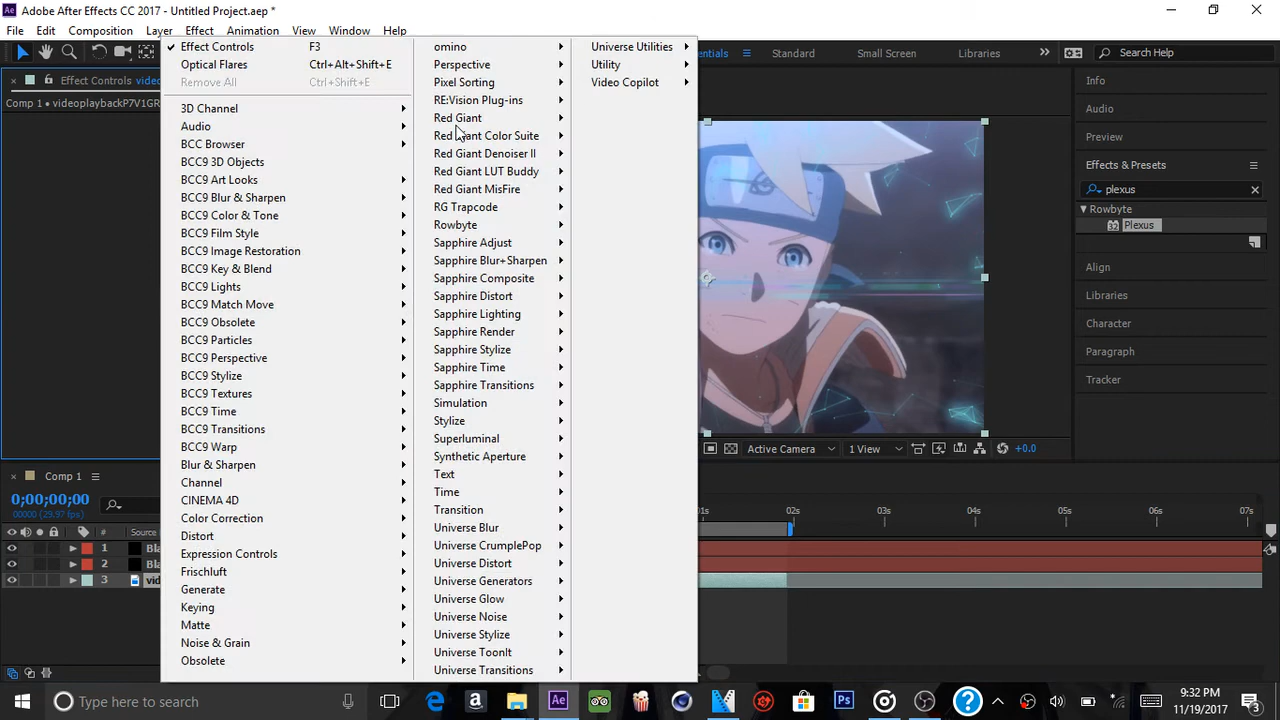 Adobe After Effects CC 2017 - Untitled Project.aep *
File Edit Composition Layer Effect Animation View Window Help
Standard Small Screen Libraries Search Help
Effect Controls
Comp 1 •
Effect Controls F3
Optical Flares Ctrl+Alt+Shift+E
Remove All Ctrl+Shift+E
3D Channel
Audio
BCC Browser
BCC9 3D Objects
BCC9 Art Looks
BCC9 Blur & Sharpen
BCC9 Color & Tone
BCC9 Film Style
BCC9 Image Restoration
BCC9 Key & Blend
BCC9 Lights
BCC9 Match Move
BCC9 Obsolete
BCC9 Particles
BCC9 Perspective
BCC9 Stylize
BCC9 Textures
BCC9 Time
BCC9 Transitions
BCC9 Warp
Blur & Sharpen
Channel
CINEMA 4D
Color Correction
Distort
Expression Controls
Frischluft
Generate
Keying
Matte
Noise & Grain
Obsolete
omino
Perspective
Pixel Sorting
RE:Vision Plug-ins
Red Giant
Red Giant Color Suite
Red Giant Denoiser II
Red Giant LUT Buddy
Red Giant MisFire
RG Trapcode
Rowbyte
Sapphire Adjust
Sapphire Blur+Sharpen
Sapphire Composite
Sapphire Distort
Sapphire Lighting
Sapphire Render
Sapphire Stylize
Sapphire Time
Sapphire Transitions
Simulation
Stylize
Superluminal
Synthetic Aperture
Text
Time
Transition
Universe Blur
Universe CrumplePop
Universe Distort
Universe Generators
Universe Glow
Universe Noise
Universe Stylize
Universe ToonIt
Universe Transitions
Universe Utilities
Utility
Video Copilot
Info
Audio
Preview
Effects & Presets
plexus
Rowbyte
32 Plexus
Align
Libraries
Character
Paragraph
Tracker
Active Camera 1 View +0.0
Comp 1
0;00;00;00
00000 (29.97 fps)
# Source
02s 03s 04s 05s 06s 07s
1
2
3
Type here to search
9:32 PM
11/19/2017